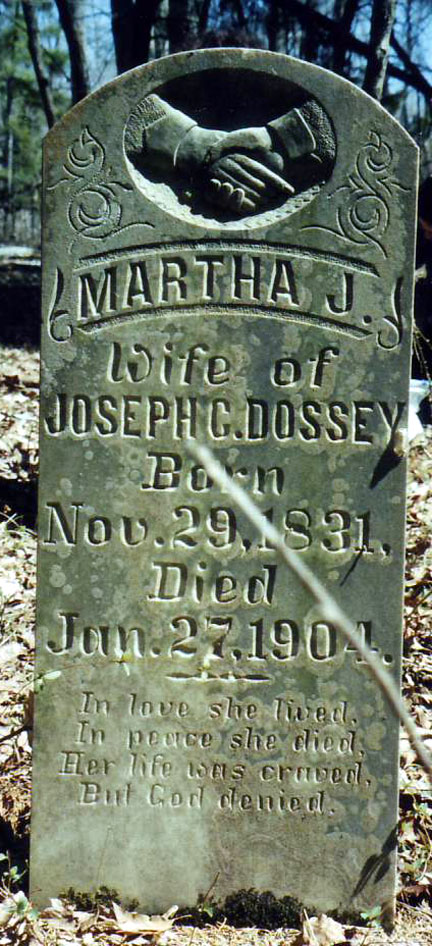 MARTHA J.
Wife of
JOSEPH C. DOSSEY
Born
Nov. 29, 1831,
Died
Jan. 27, 1904.
In love she lived,
In peace she died,
Her life was craved,
But God denied.